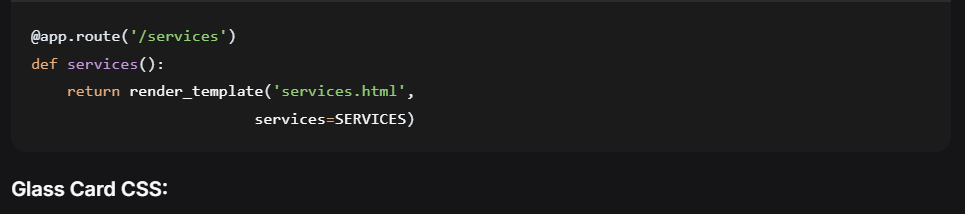 @app.route('/services')
def services():
    return render_template('services.html',
                         services=SERVICES)
Glass Card CSS: